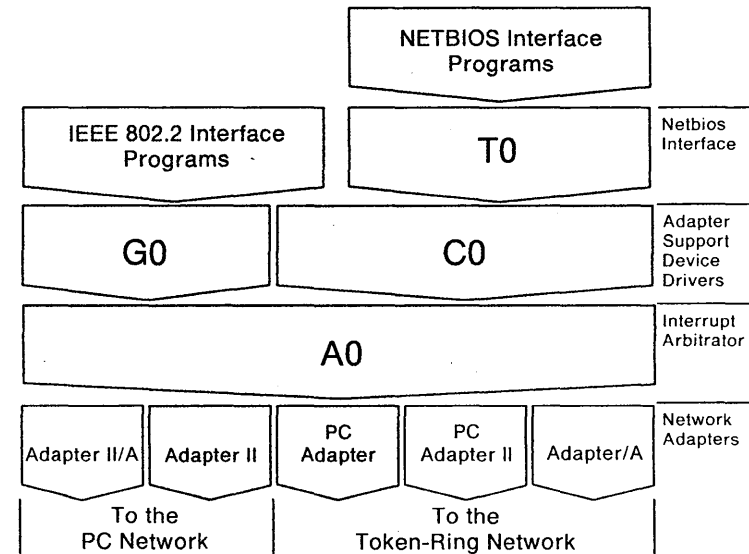 NETBIOS Interface
Programs
IEEE 802.2 Interface
Programs
T0
Netbios
Interface
G0
C0
Adapter
Support
Device
Drivers
A0
Interrupt
Arbitrator
Adapter II/A
Adapter II
PC
Adapter
PC
Adapter II
Adapter/A
Network
Adapters
To the
PC Network
To the
Token-Ring Network